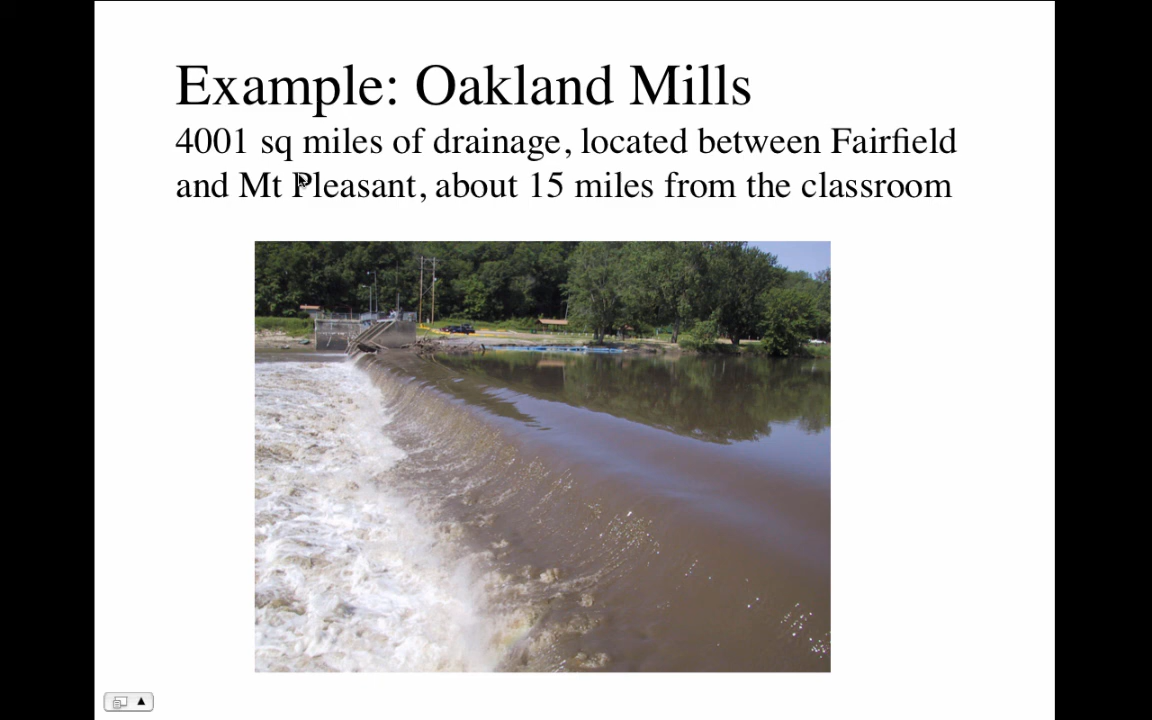 Example: Oakland Mills
4001 sq miles of drainage, located between Fairfield
and Mt Pleasant, about 15 miles from the classroom